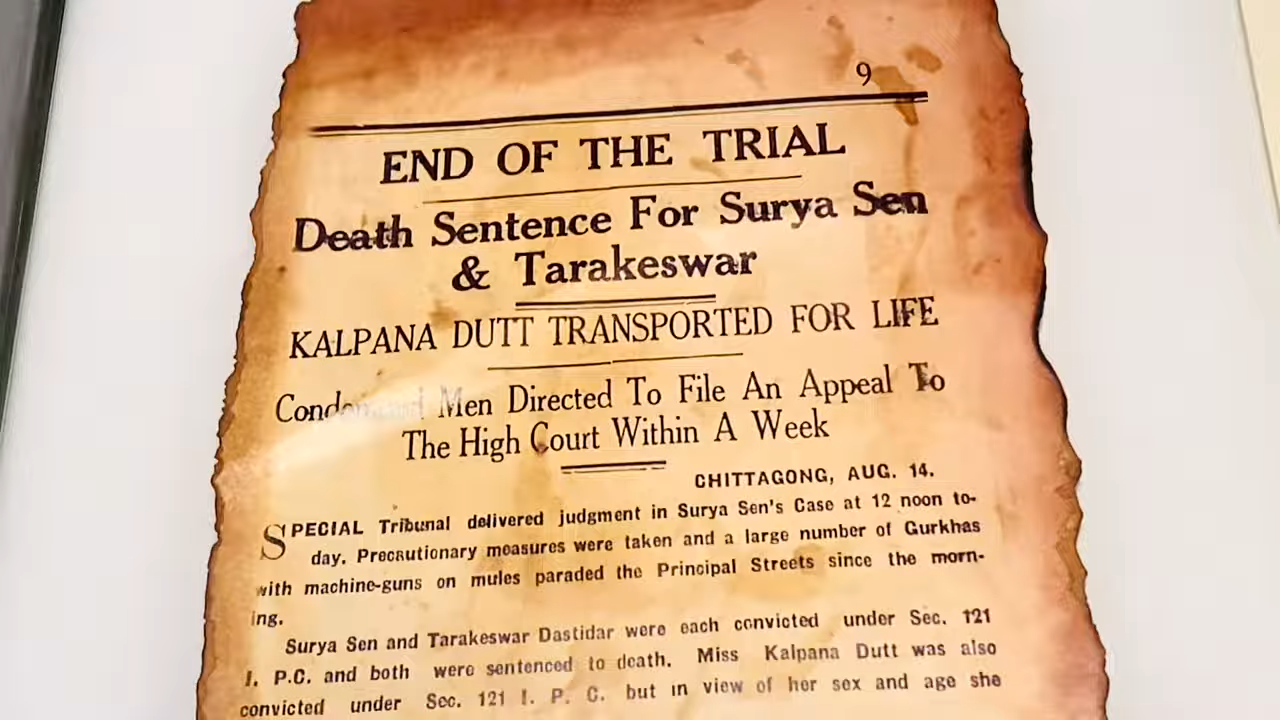 9
END OF THE TRIAL
Death Sentence For Surya Sen
& Tarakeswar
KALPANA DUTT TRANSPORTED FOR LIFE
Condemned Men Directed To File An Appeal To
The High Court Within A Week
CHITTAGONG, AUG. 14.
SPECIAL Tribunal delivered judgment in Surya Sen's Case at 12 noon to-
day. Precautionary measures were taken and a large number of Gurkhas
with machine-guns on mules paraded the Principal Streets since the morn-
ing.
Surya Sen and Tarakeswar Dastidar were each convicted under Sec. 121
I. P.C. and both were sentenced to death. Miss Kalpana Dutt was also
convicted under Sec. 121 I. P. C. but in view of her sex and age she